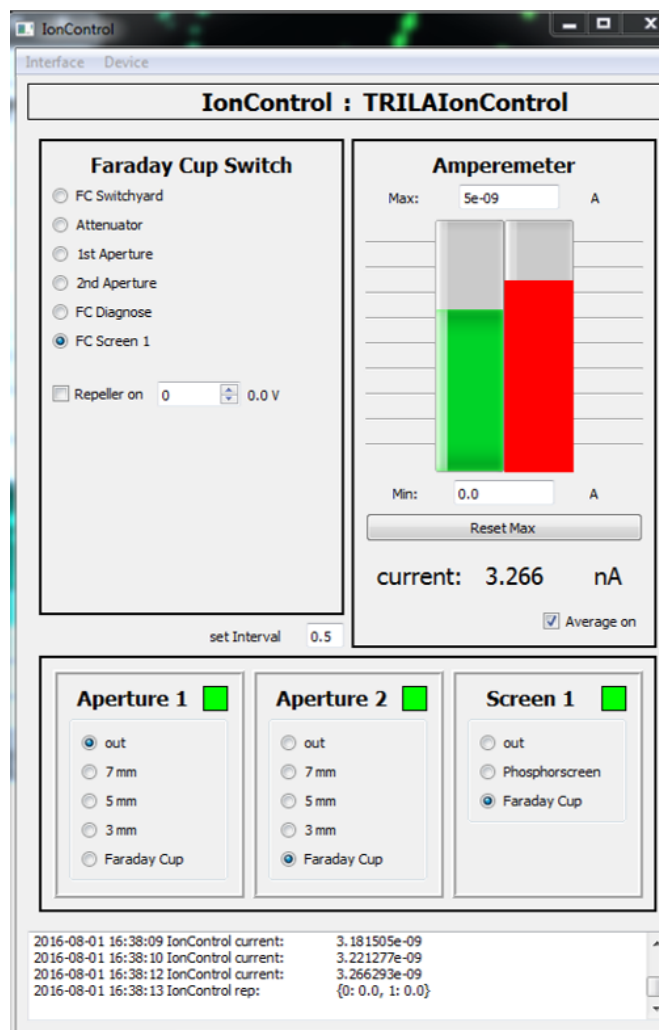 IonControl
Interface Device
IonControl : TRILAIonControl
Faraday Cup Switch
FC Switchyard
Attenuator
1st Aperture
2nd Aperture
FC Diagnose
FC Screen 1
Repeller on 0 0.0 V
Amperemeter
Max: 5e-09 A
Min: 0.0 A
Reset Max
current: 3.266 nA
Average on
set Interval 0.5
Aperture 1
out
7 mm
5 mm
3 mm
Faraday Cup
Aperture 2
out
7 mm
5 mm
3 mm
Faraday Cup
Screen 1
out
Phosphorscreen
Faraday Cup
2016-08-01 16:38:09 IonControl current: 3.181505e-09
2016-08-01 16:38:10 IonControl current: 3.221277e-09
2016-08-01 16:38:12 IonControl current: 3.266293e-09
2016-08-01 16:38:13 IonControl rep: {0: 0.0, 1: 0.0}